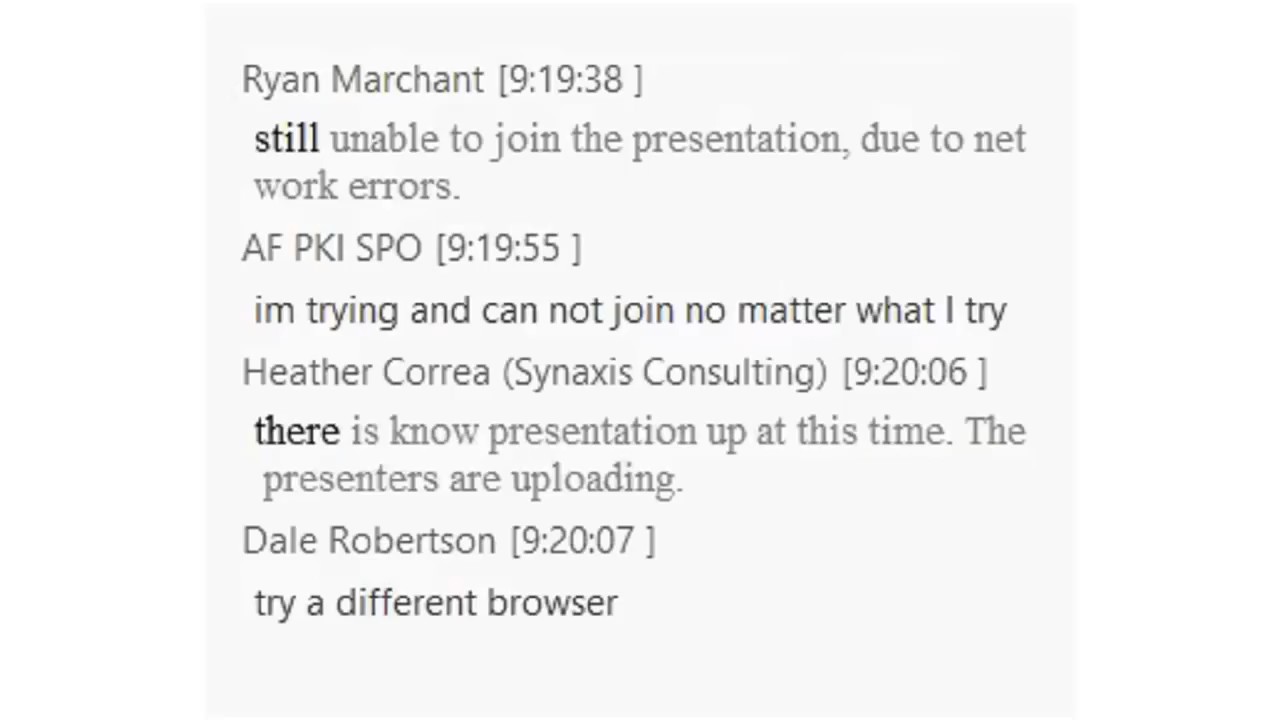 Ryan Marchant [9:19:38 ]
still unable to join the presentation, due to net
work errors.
AF PKI SPO [9:19:55 ]
im trying and can not join no matter what I try
Heather Correa (Synaxis Consulting) [9:20:06 ]
there is know presentation up at this time. The
presenters are uploading.
Dale Robertson [9:20:07 ]
try a different browser